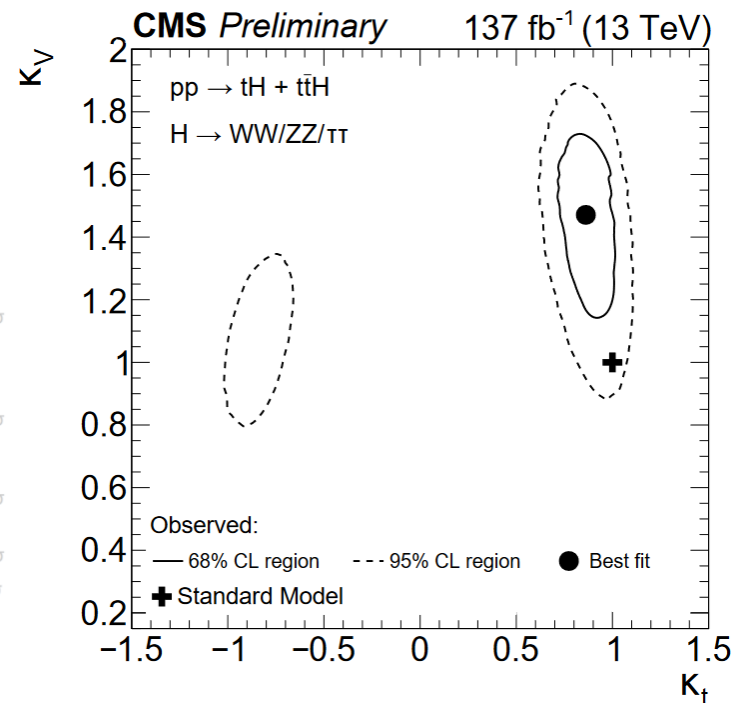 CMS Preliminary 137 fb⁻¹ (13 TeV)
κ_V
pp → tH + tt̄H
H → WW/ZZ/ττ
2
1.8
1.6
1.4
1.2
1
0.8
0.6
0.4
0.2
Observed:
68% CL region 95% CL region Best fit
Standard Model
−1.5 −1 −0.5 0 0.5 1 1.5
κ_t